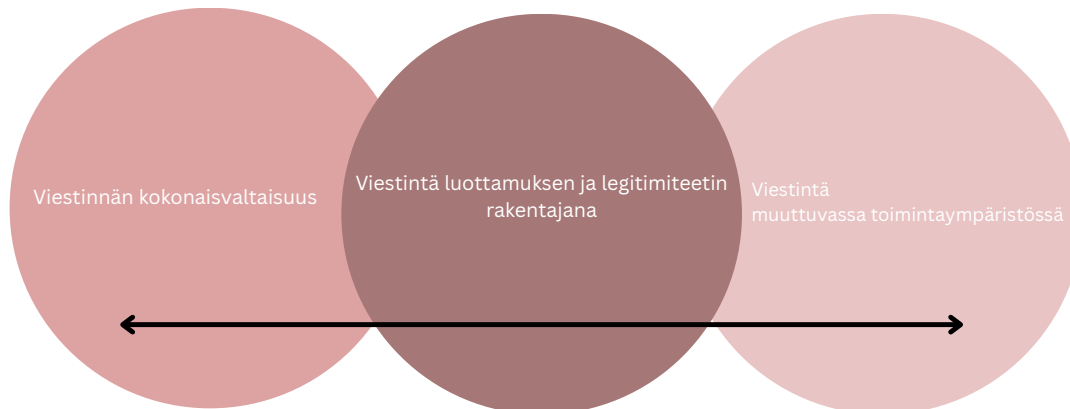 Viestinnän kokonaisvaltaisuus
Viestintä luottamuksen ja legitimiteetin
rakentajana
Viestintä
muuttuvassa toimintaympäristössä